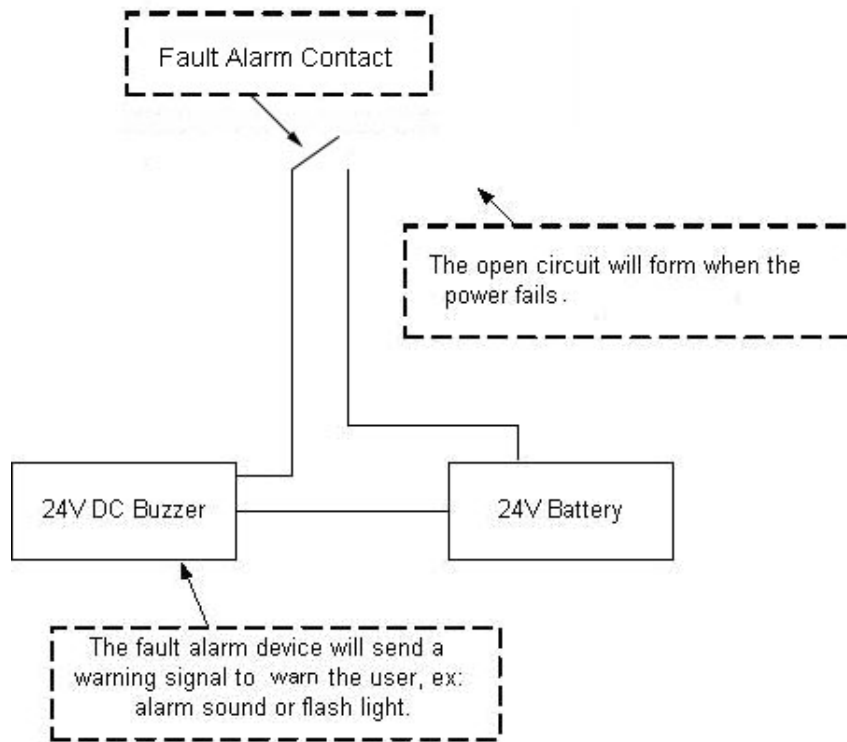 Fault Alarm Contact
The open circuit will form when the
power fails.
24V DC Buzzer
24V Battery
The fault alarm device will send a
warning signal to warn the user, ex:
alarm sound or flash light.